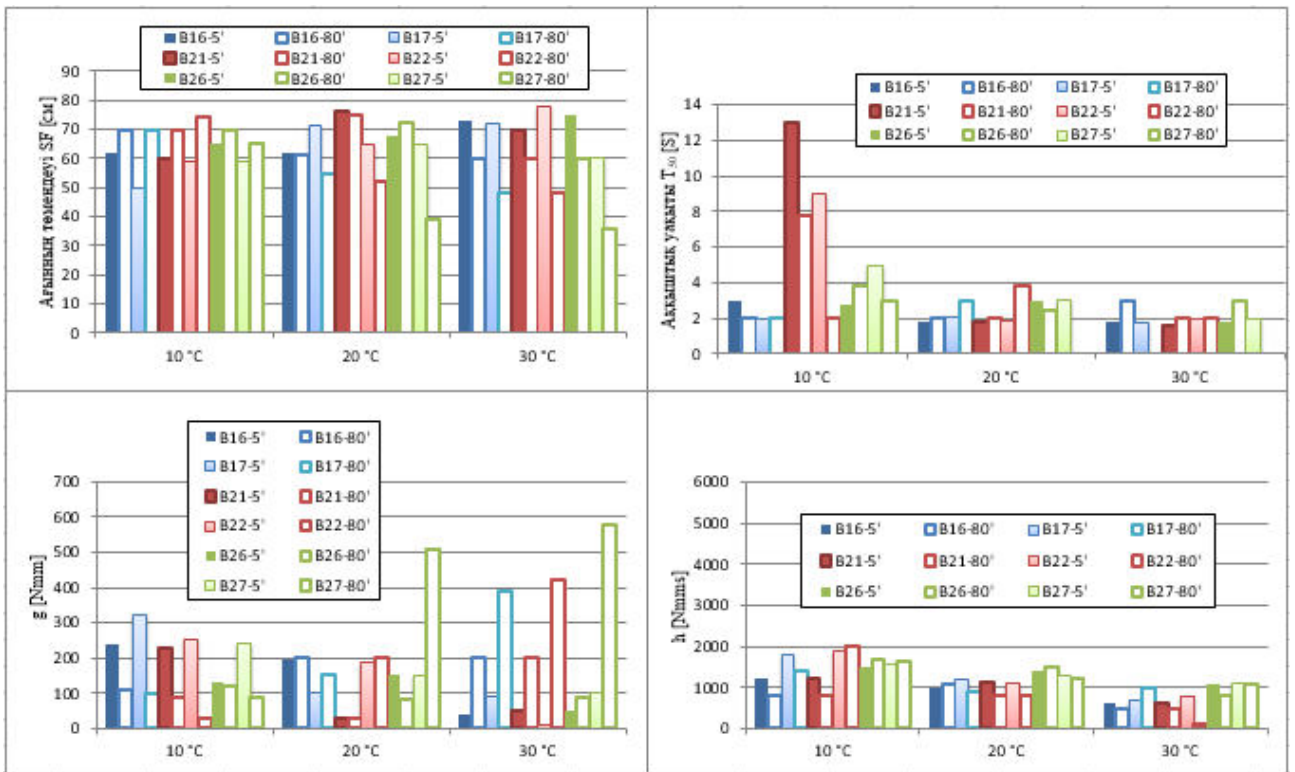 B16-5' B16-80' B17-5' B17-80'
B21-5' B21-80' B22-5' B22-80'
B26-5' B26-80' B27-5' B27-80'
Ағынның төмендеуі SF [см]
90
80
70
60
50
40
30
20
10
0
10 °C 20 °C 30 °C
B16-5' B16-80' B17-5' B17-80'
B21-5' B21-80' B22-5' B22-80'
B26-5' B26-80' B27-5' B27-80'
Аққыштық уақыты T₅₀ [S]
14
12
10
8
6
4
2
0
10 °C 20 °C 30 °C
B16-5' B16-80'
B17-5' B17-80'
B21-5' B21-80'
B22-5' B22-80'
B26-5' B26-80'
B27-5' B27-80'
g [Nmm]
700
600
500
400
300
200
100
0
10 °C 20 °C 30 °C
B16-5' B16-80' B17-5' B17-80'
B21-5' B21-80' B22-5' B22-80'
B26-5' B26-80' B27-5' B27-80'
h [Nmms]
6000
5000
4000
3000
2000
1000
0
10 °C 20 °C 30 °C